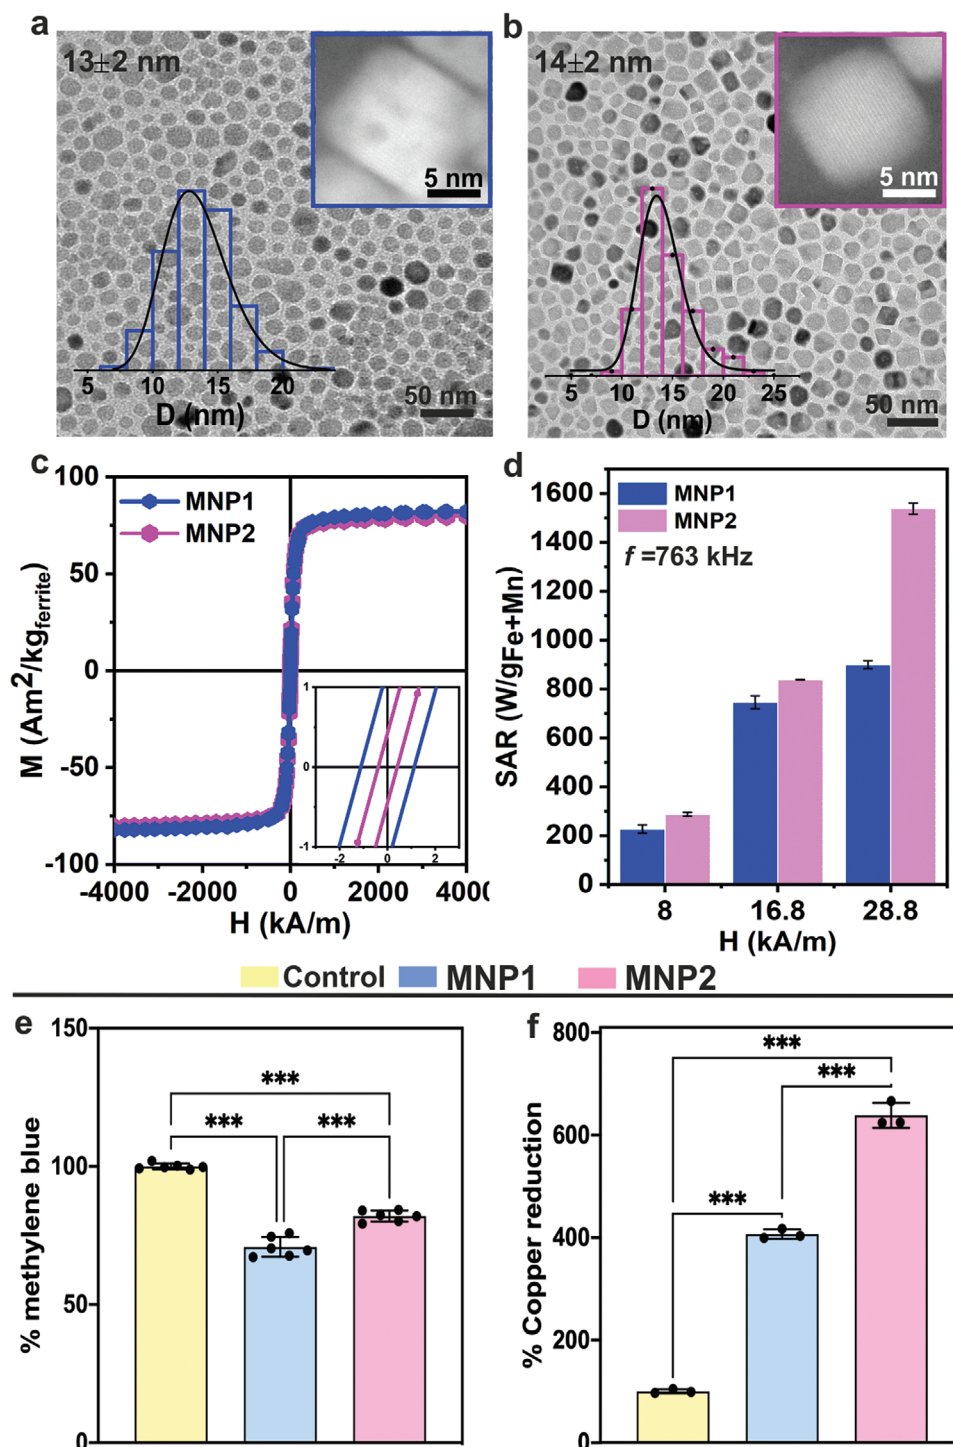 a
13±2 nm
5 nm
5 10 15 20
D (nm)
50 nm
b
14±2 nm
5 nm
5 10 15 20 25
D (nm)
50 nm
c
MNP1
MNP2
M (Am²/kgferrite)
100
50
0
-50
-100
1
0
-1
-2 0 2
-4000 -2000 0 2000 4000
H (kA/m)
d
MNP1
MNP2
f =763 kHz
SAR (W/gFe+Mn)
1600
1400
1200
1000
800
600
400
200
0
8 16.8 28.8
H (kA/m)
Control MNP1 MNP2
e
% methylene blue
150
100
50
0
***
*** ***
f
% Copper reduction
800
600
400
200
0
***
***
***